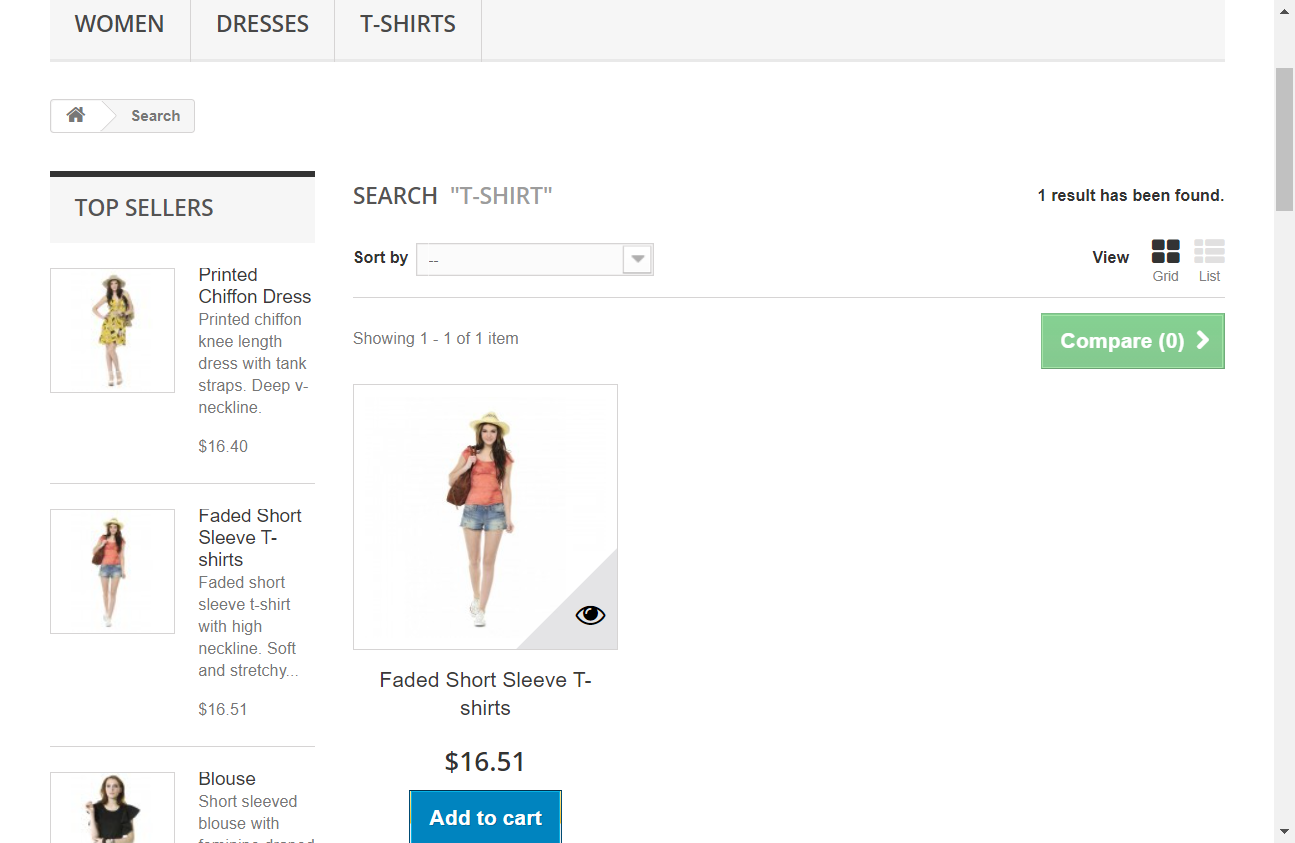 WOMEN
DRESSES
T-SHIRTS
Search
TOP SELLERS
Printed
Chiffon Dress
Printed chiffon
knee length
dress with tank
straps. Deep v-
neckline.
$16.40
Faded Short
Sleeve T-
shirts
Faded short
sleeve t-shirt
with high
neckline. Soft
and stretchy...
$16.51
Blouse
Short sleeved
blouse with
feminine draped
SEARCH "T-SHIRT"
1 result has been found.
Sort by
--
View
Grid
List
Showing 1 - 1 of 1 item
Compare (0)
Faded Short Sleeve T-
shirts
$16.51
Add to cart